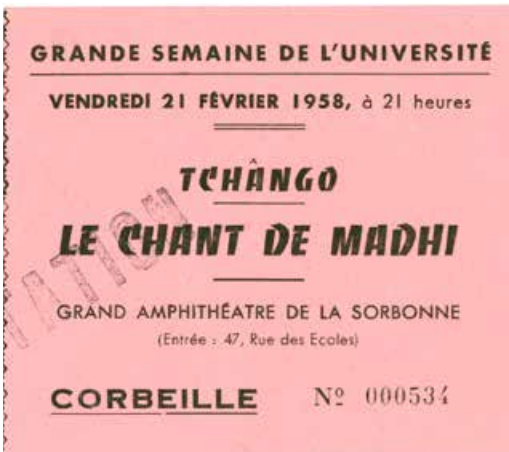 GRANDE SEMAINE DE L'UNIVERSITÉ
VENDREDI 21 FÉVRIER 1958, à 21 heures
TCHÂNGO
LE CHANT DE MADHI
GRAND AMPHITHÉATRE DE LA SORBONNE
(Entrée : 47, Rue des Ecoles)
CORBEILLE Nº 000534